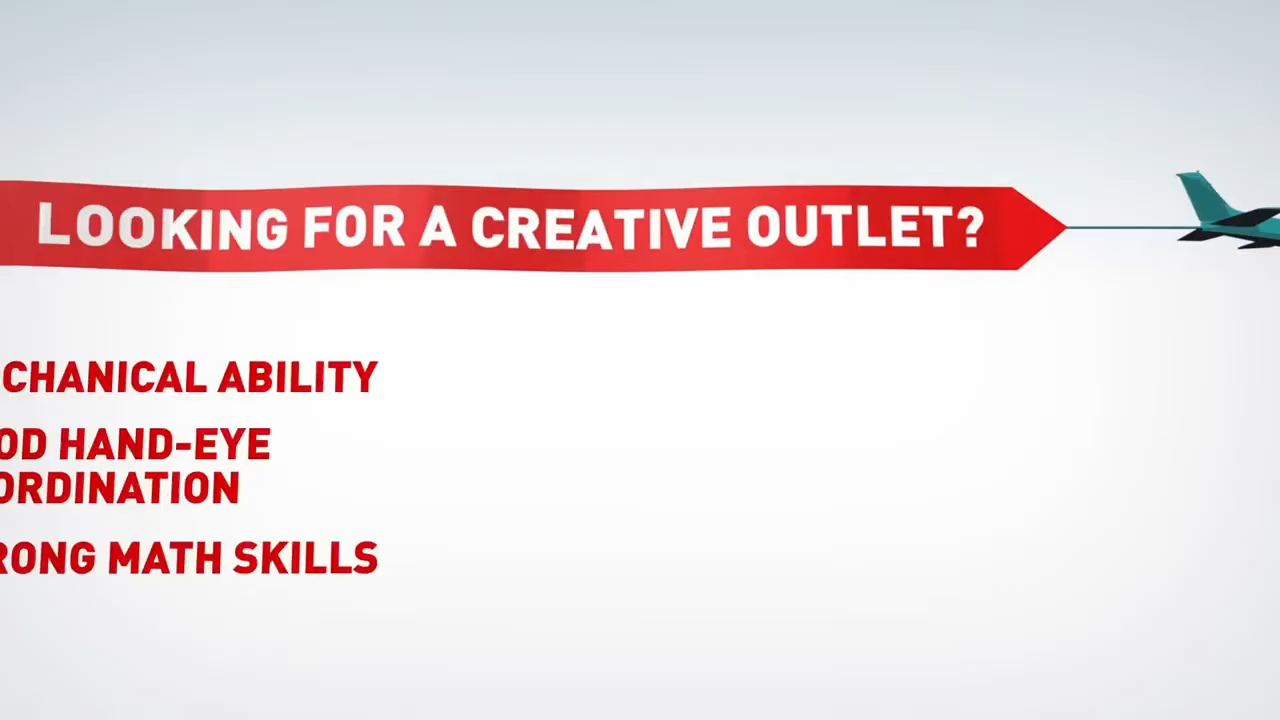 LOOKING FOR A CREATIVE OUTLET?
CHANICAL ABILITY
OD HAND-EYE
ORDINATION
RONG MATH SKILLS